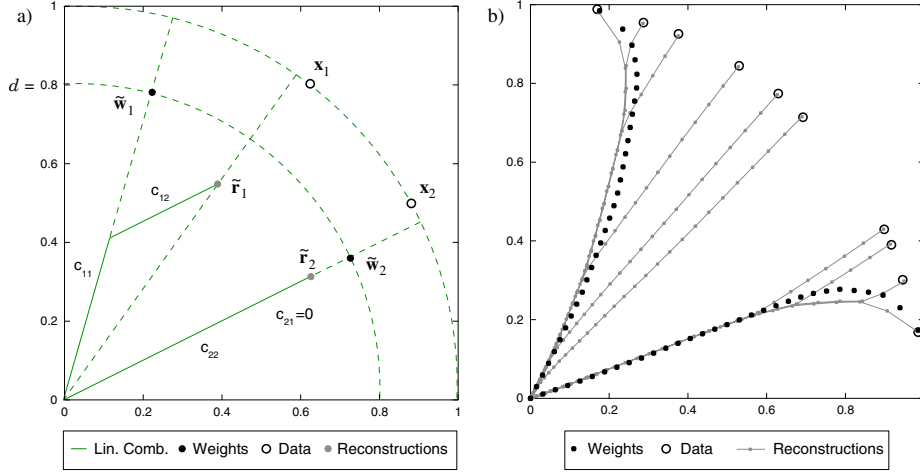 a)
1
0.8
0.6
0.4
0.2
0
d =
w̃1
x1
x2
c12
r̃1
r̃2
w̃2
c11
c21=0
c22
0 0.2 0.4 0.6 0.8 1
Lin. Comb. Weights Data Reconstructions
b)
1
0.8
0.6
0.4
0.2
0
0 0.2 0.4 0.6 0.8
Weights Data Reconstructions